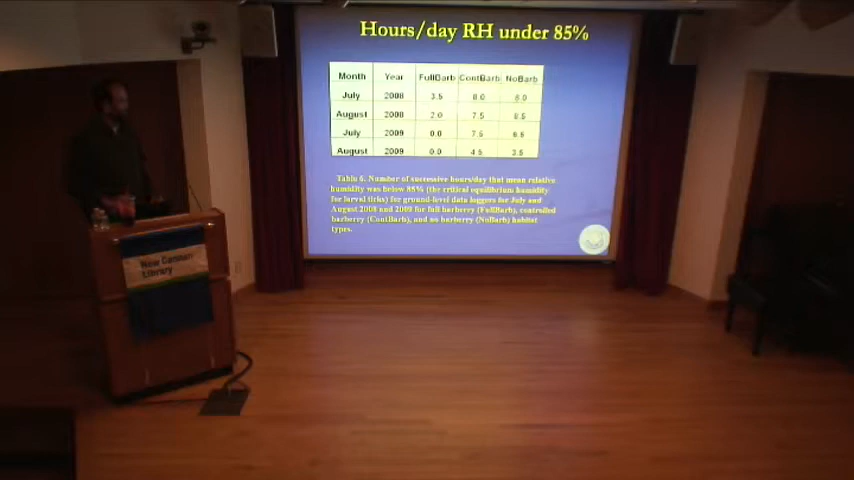 Hours/day RH under 85%
Month Year FullBarb ContBarb NoBarb
July 2008 3.5 8.0 8.0
August 2008 2.0 7.5 8.5
July 2009 0.0 7.5 6.5
August 2009 0.0 4.5 3.5
Table 6. Number of successive hours/day that mean relative
humidity was below 85% (the critical equilibrium humidity
for larval ticks) for ground-level data loggers for July and
August 2008 and 2009 for full barberry (FullBarb), controlled
barberry (ContBarb), and no barberry (NoBarb) habitat
types.
New Canaan
Library